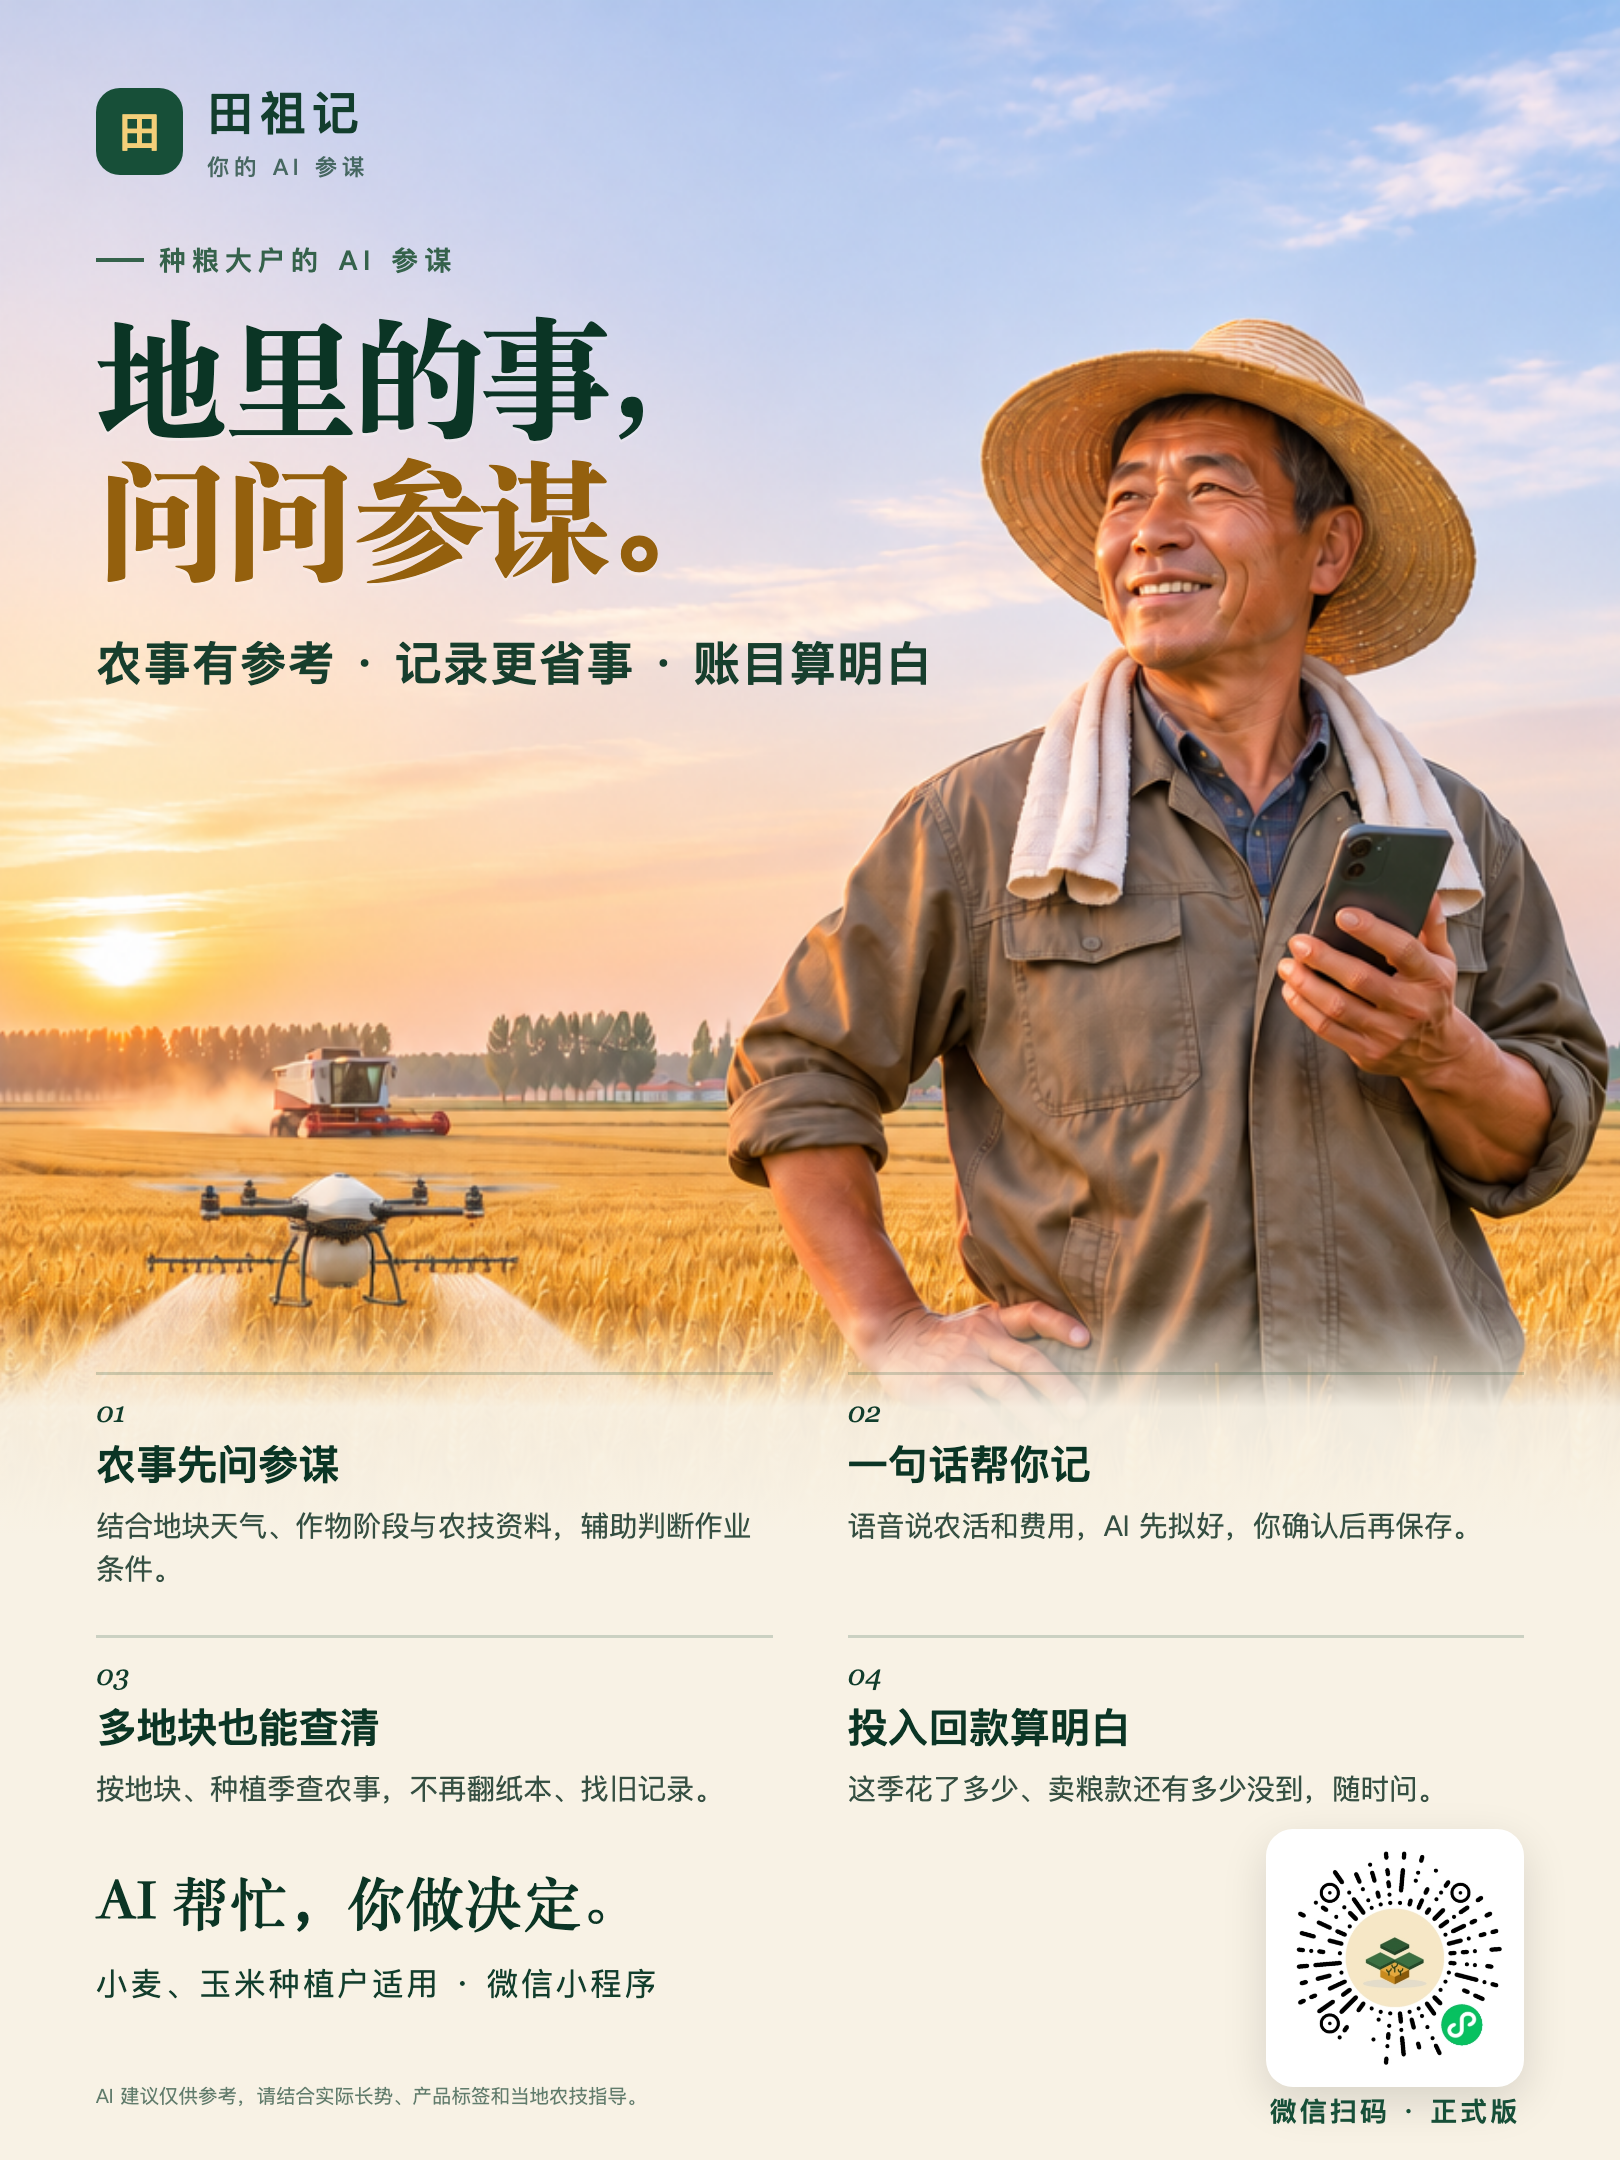 田
田祖记
你的 AI 参谋
种粮大户的 AI 参谋
地里的事，
问问参谋。
农事有参考 · 记录更省事 · 账目算明白
01
农事先问参谋
结合地块天气、作物阶段与农技资料，辅助判断作业
条件。
02
一句话帮你记
语音说农活和费用，AI 先拟好，你确认后再保存。
03
多地块也能查清
按地块、种植季查农事，不再翻纸本、找旧记录。
04
投入回款算明白
这季花了多少、卖粮款还有多少没到，随时问。
AI 帮忙，你做决定。
小麦、玉米种植户适用 · 微信小程序
AI 建议仅供参考，请结合实际长势、产品标签和当地农技指导。
微信扫码 · 正式版